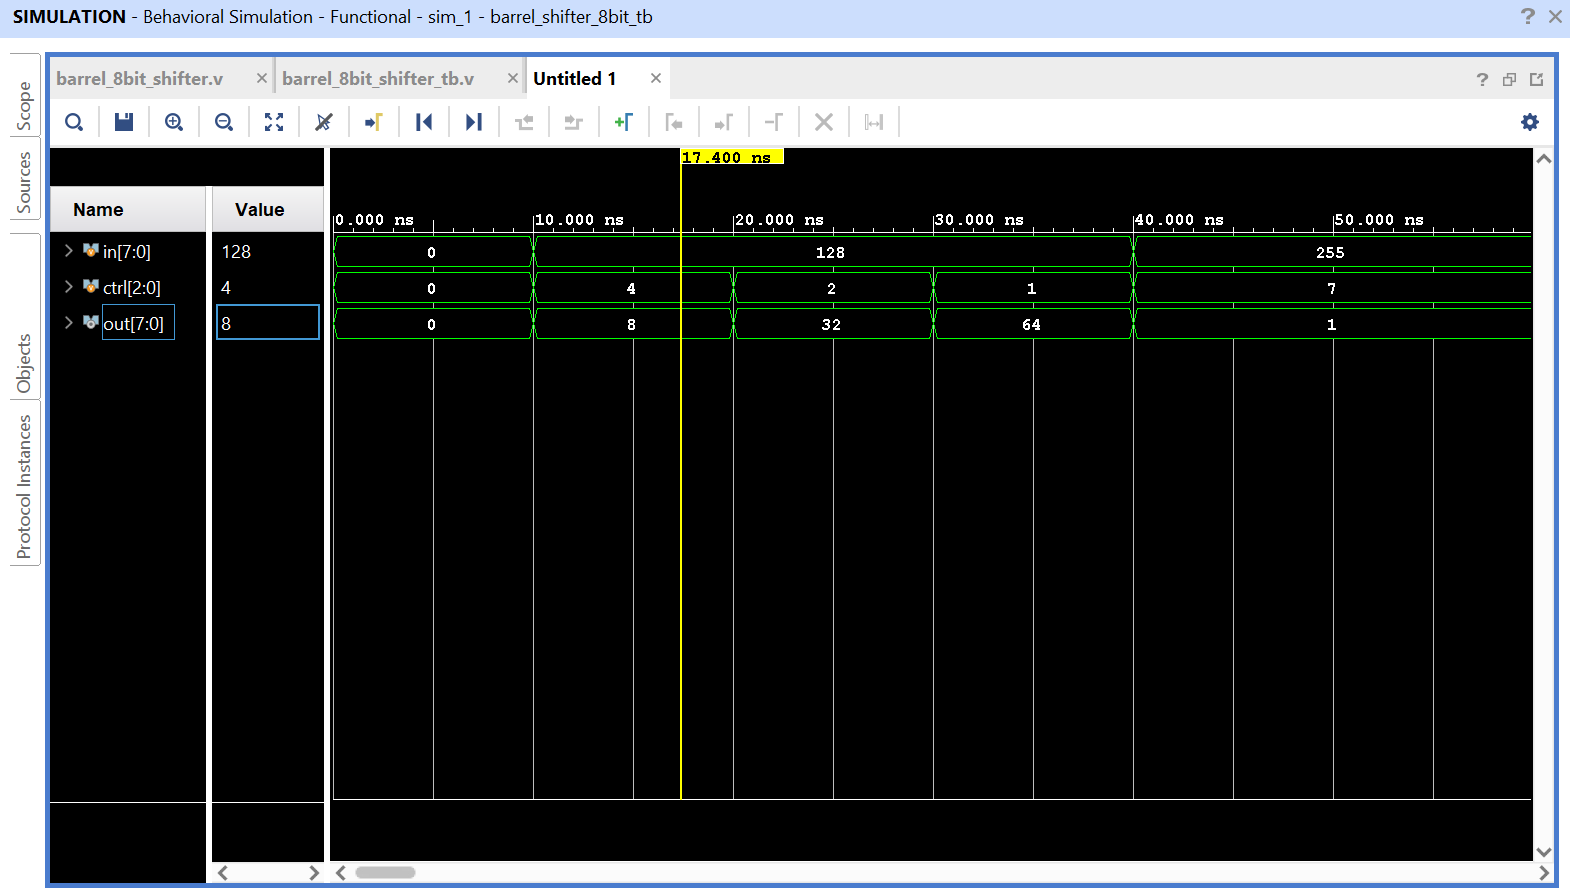 SIMULATION - Behavioral Simulation - Functional - sim_1 - barrel_shifter_8bit_tb
Scope
Sources
Objects
Protocol Instances
barrel_8bit_shifter.v
barrel_8bit_shifter_tb.v
Untitled 1
17.400 ns
Name Value
0.000 ns 10.000 ns 20.000 ns 30.000 ns 40.000 ns 50.000 ns
in[7:0] 128 0 128 255
ctrl[2:0] 4 0 4 2 1 7
out[7:0] 8 0 8 32 64 1